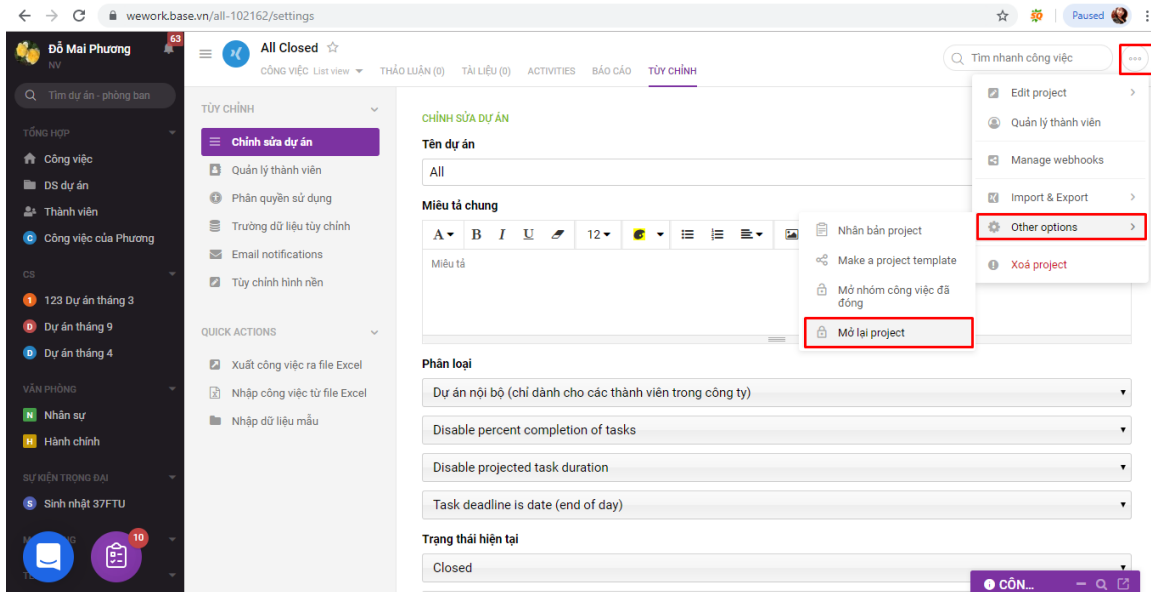 wework.base.vn/all-102162/settings
Paused
Đỗ Mai Phương
NV
63
Tìm dự án - phòng ban
TỔNG HỢP
Công việc
DS dự án
Thành viên
C Công việc của Phương
CS
1 123 Dự án tháng 3
D Dự án tháng 9
D Dự án tháng 4
VĂN PHÒNG
N Nhân sự
H Hành chính
SỰ KIỆN TRỌNG ĐẠI
S Sinh nhật 37FTU
10
All Closed
CÔNG VIỆC List view
THẢO LUẬN (0)
TÀI LIỆU (0)
ACTIVITIES
BÁO CÁO
TÙY CHỈNH
Tìm nhanh công việc
TÙY CHỈNH
Chỉnh sửa dự án
Quản lý thành viên
Phân quyền sử dụng
Trường dữ liệu tùy chỉnh
Email notifications
Tùy chỉnh hình nền
QUICK ACTIONS
Xuất công việc ra file Excel
Nhập công việc từ file Excel
Nhập dữ liệu mẫu
CHỈNH SỬA DỰ ÁN
Tên dự án
All
Miêu tả chung
A B I U 12
Miêu tả
Phân loại
Dự án nội bộ (chỉ dành cho các thành viên trong công ty)
Disable percent completion of tasks
Disable projected task duration
Task deadline is date (end of day)
Trạng thái hiện tại
Closed
Edit project
Quản lý thành viên
Manage webhooks
Import & Export
Other options
Xoá project
Nhân bản project
Make a project template
Mở nhóm công việc đã
đóng
Mở lại project
CÔN...